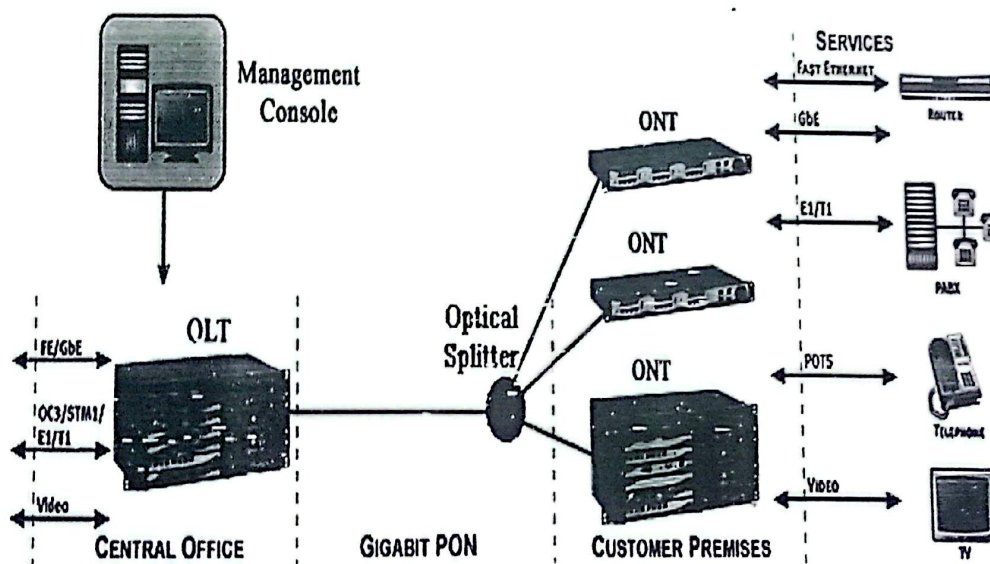 Management
Console
SERVICES
FAST ETHERNET
ROUTER
GbE
ONT
E1/T1
PABX
ONT
Optical
Splitter
OLT
FE/GbE
OC3/STM1/
E1/T1
Video
ONT
POTS
TELEPHONE
VIDEO
TV
CENTRAL OFFICE
GIGABIT PON
CUSTOMER PREMISES